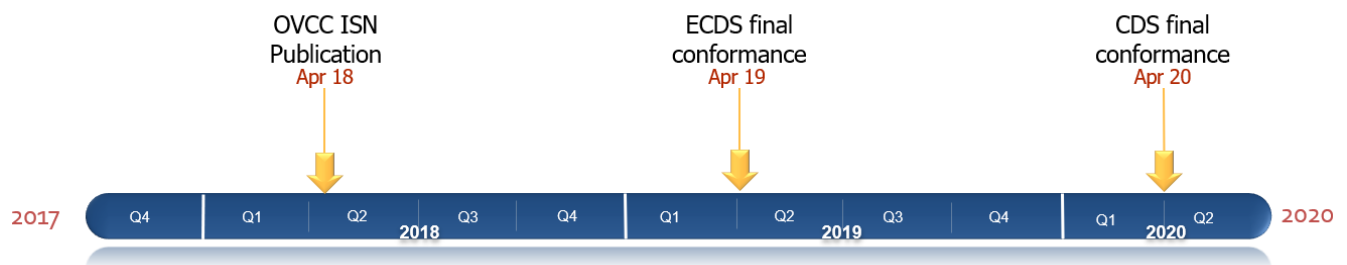 OVCC ISN
Publication
Apr 18
ECDS final
conformance
Apr 19
CDS final
conformance
Apr 20
2017
Q4
Q1
Q2
Q3
Q4
2018
Q1
Q2
Q3
Q4
2019
Q1
Q2
2020
2020